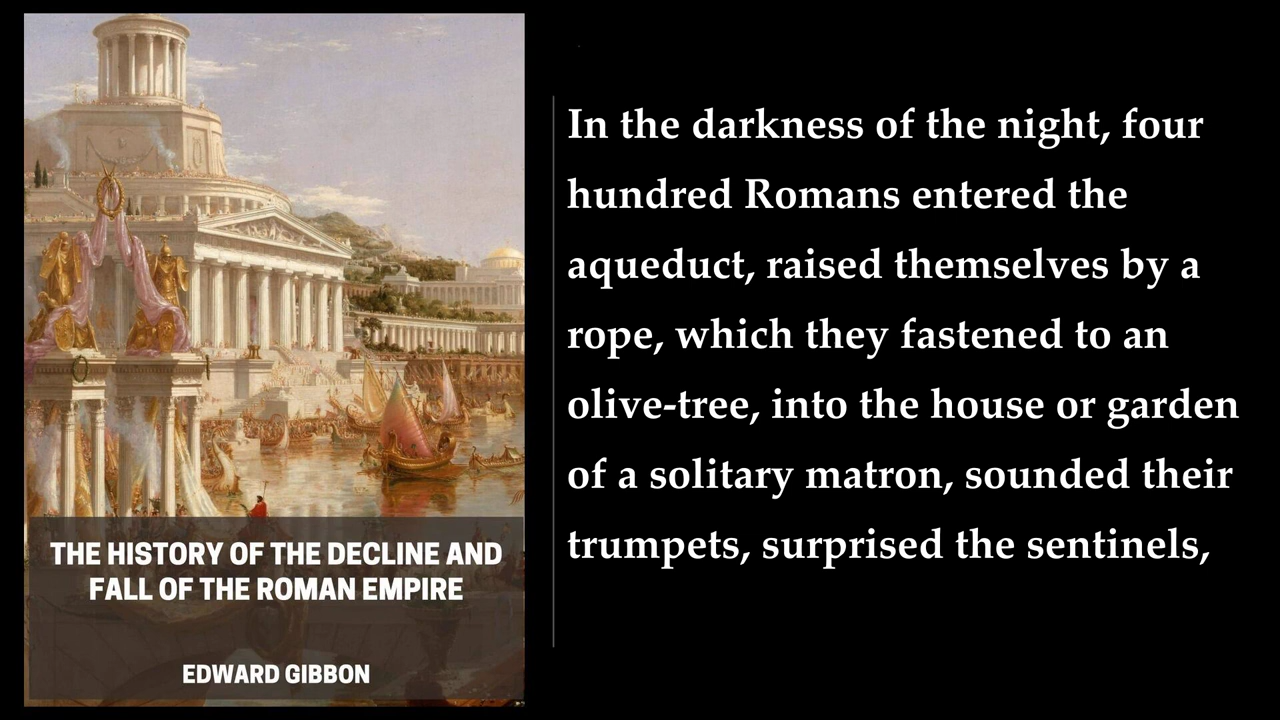 THE HISTORY OF THE DECLINE AND
FALL OF THE ROMAN EMPIRE
EDWARD GIBBON
In the darkness of the night, four
hundred Romans entered the
aqueduct, raised themselves by a
rope, which they fastened to an
olive-tree, into the house or garden
of a solitary matron, sounded their
trumpets, surprised the sentinels,